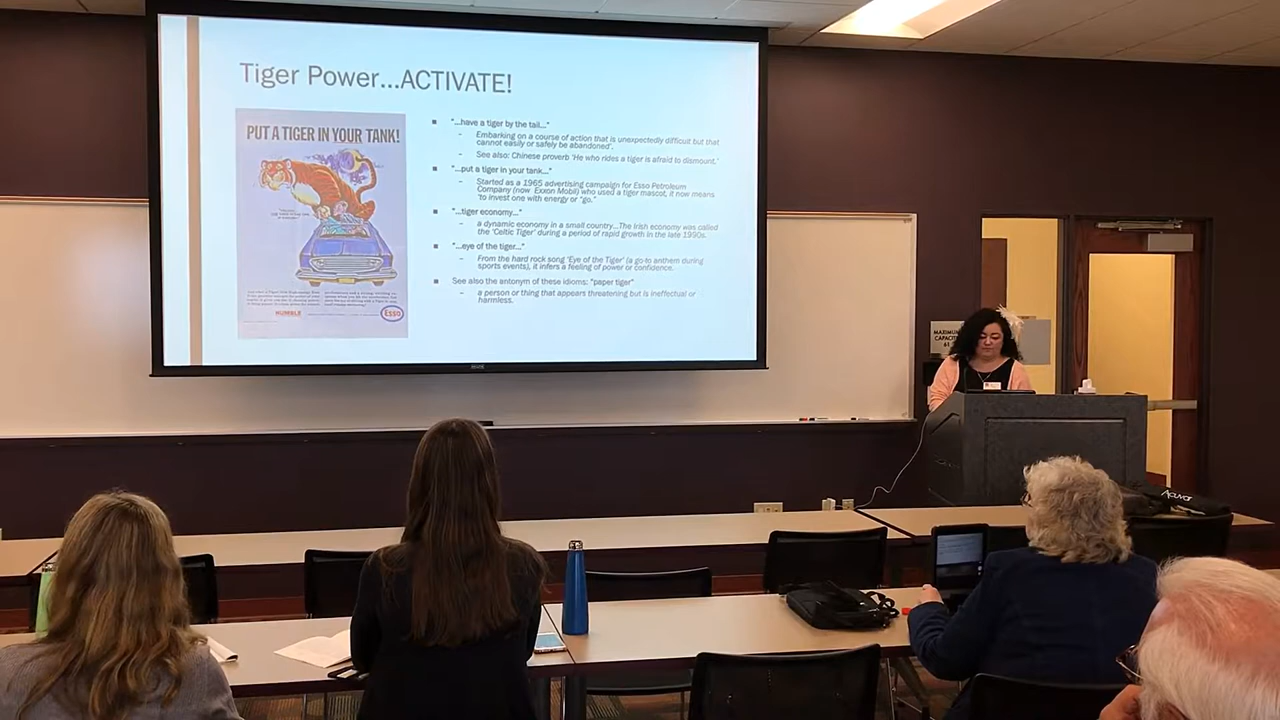 Tiger Power...ACTIVATE!
PUT A TIGER IN YOUR TANK!
HUMBLE
Esso
"...have a tiger by the tail..."
Embarking on a course of action that is unexpectedly difficult but that
cannot easily or safely be abandoned'.
See also: Chinese proverb 'He who rides a tiger is afraid to dismount.'
"...put a tiger in your tank..."
Started as a 1965 advertising campaign for Esso Petroleum
Company (now Exxon Mobil) who used a tiger mascot, it now means
'to invest one with energy or "go."
"...tiger economy..."
a dynamic economy in a small country...The Irish economy was called
the 'Celtic Tiger' during a period of rapid growth in the late 1990s.
"...eye of the tiger..."
From the hard rock song 'Eye of the Tiger' (a go-to anthem during
sports events), it infers a feeling of power or confidence.
See also the antonym of these idioms: "paper tiger"
a person or thing that appears threatening but is ineffectual or
harmless.
MAXIMUM
CAPACITY
61